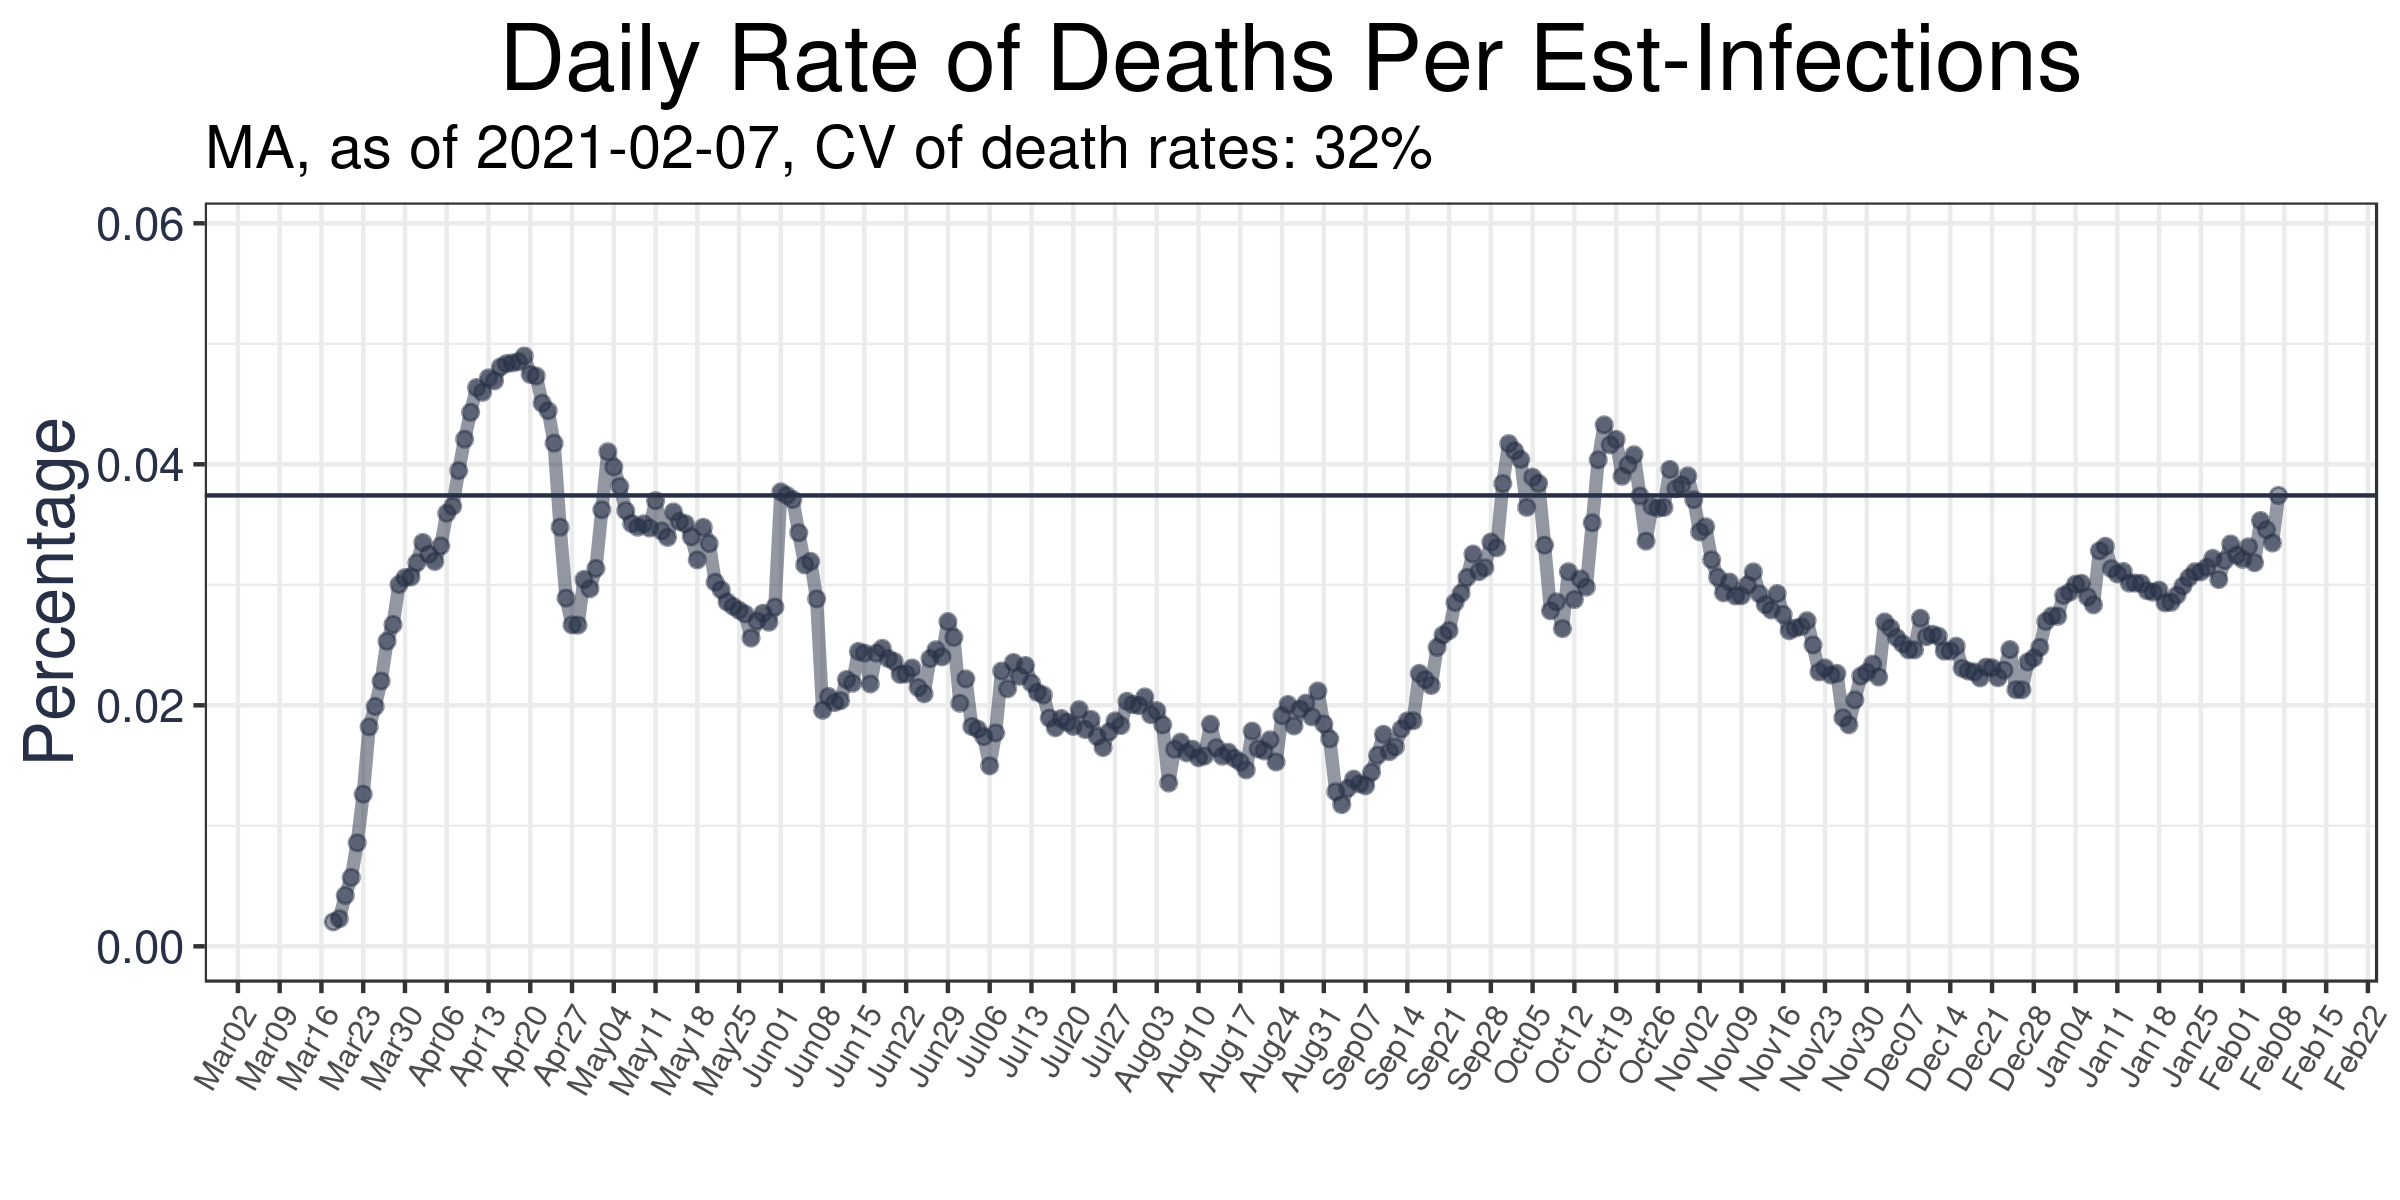 Daily Rate of Deaths Per Est-Infections
MA, as of 2021-02-07, CV of death rates: 32%
Percentage
0.06
0.04
0.02
0.00
Mar02
Mar09
Mar16
Mar23
Mar30
Apr06
Apr13
Apr20
Apr27
May04
May11
May18
May25
Jun01
Jun08
Jun15
Jun22
Jun29
Jul06
Jul13
Jul20
Jul27
Aug03
Aug10
Aug17
Aug24
Aug31
Sep07
Sep14
Sep21
Sep28
Oct05
Oct12
Oct19
Oct26
Nov02
Nov09
Nov16
Nov23
Nov30
Dec07
Dec14
Dec21
Dec28
Jan04
Jan11
Jan18
Jan25
Feb01
Feb08
Feb15
Feb22